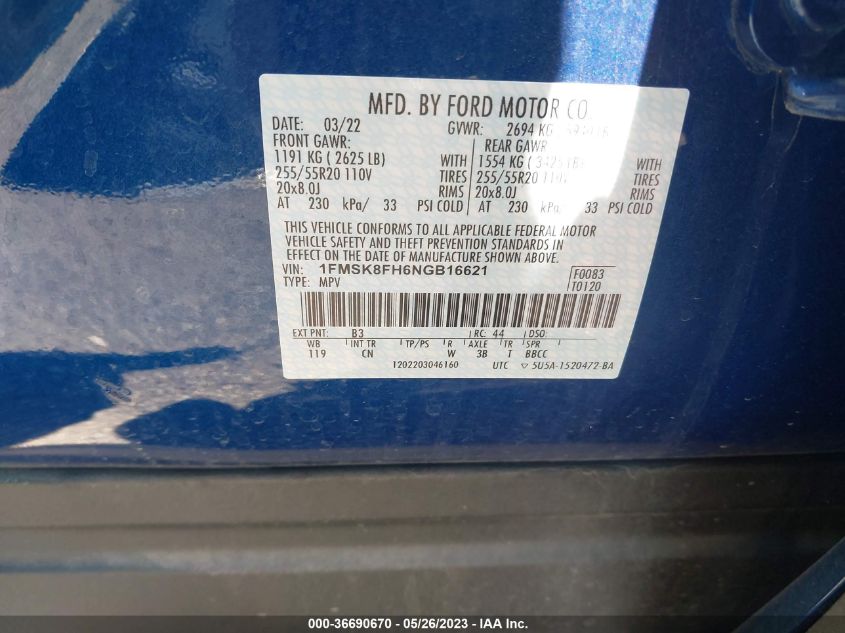 MFD. BY FORD MOTOR CO.
DATE: 03/22 GVWR: 2694 KG
FRONT GAWR: REAR GAWR
1191 KG ( 2625 LB) WITH 1554 KG ( 3425 LB) WITH
255/55R20 110V TIRES 255/55R20 110V TIRES
20x8.0J RIMS 20x8.0J RIMS
AT 230 kPa/ 33 PSI COLD AT 230 kPa/ 33 PSI COLD
THIS VEHICLE CONFORMS TO ALL APPLICABLE FEDERAL MOTOR
VEHICLE SAFETY AND THEFT PREVENTION STANDARDS IN
EFFECT ON THE DATE OF MANUFACTURE SHOWN ABOVE.
VIN: 1FMSK8FH6NGB16621 F0083
TYPE: MPV T0120
EXT PNT: B3 RC: 44 DSO:
WB INT TR TP/PS R AXLE TR SPR
119 CN W 3B T BBCC
1202203046160 UTC ▽ 5U5A-1520472-BA
000-36690670 - 05/26/2023 - IAA Inc.